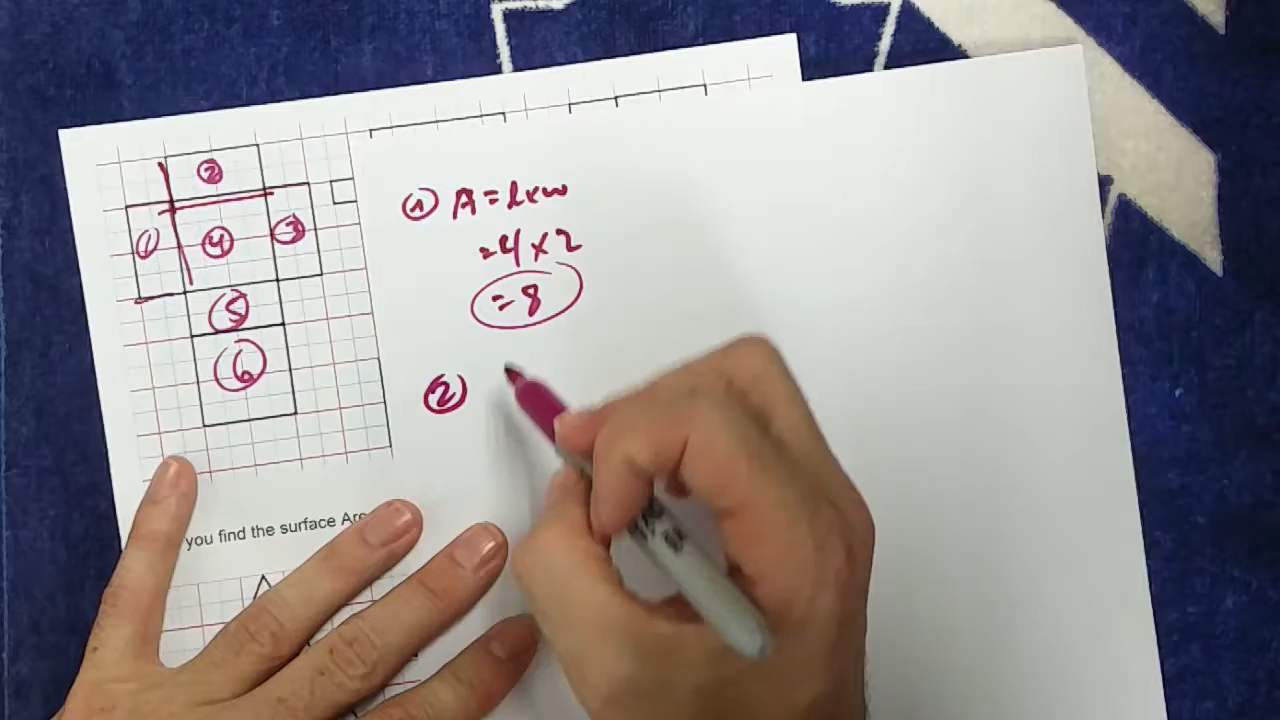 2
1 4 3
5
6
① A = l x w
= 4 x 2
= 8
②
you find the surface Are